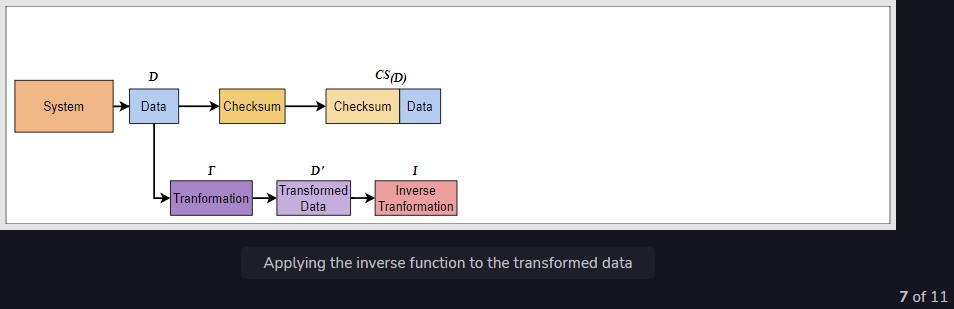 D
CS(D)
System
Data
Checksum
Checksum
Data
Γ
D'
I
Tranformation
Transformed
Data
Inverse
Tranformation
Applying the inverse function to the transformed data
7 of 11